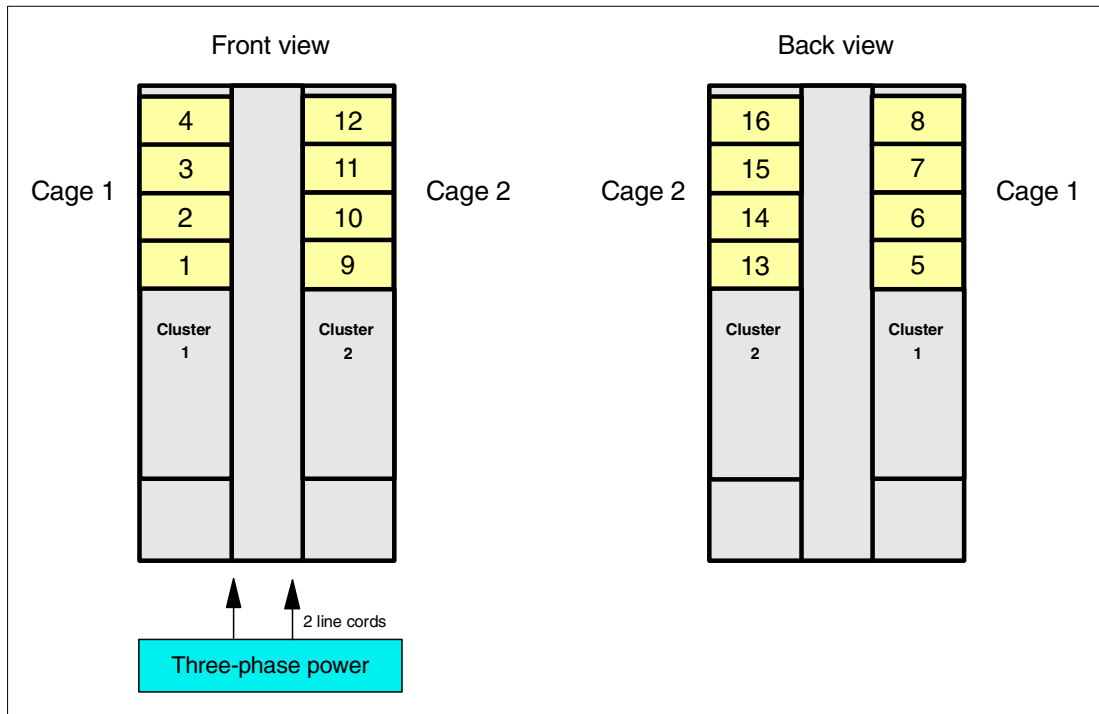 Front view
Back view
4
12
3
11
Cage 1
Cage 2
2
10
1
9
Cluster
1
Cluster
2
16
8
15
7
Cage 2
Cage 1
14
6
13
5
Cluster
2
Cluster
1
2 line cords
Three-phase power